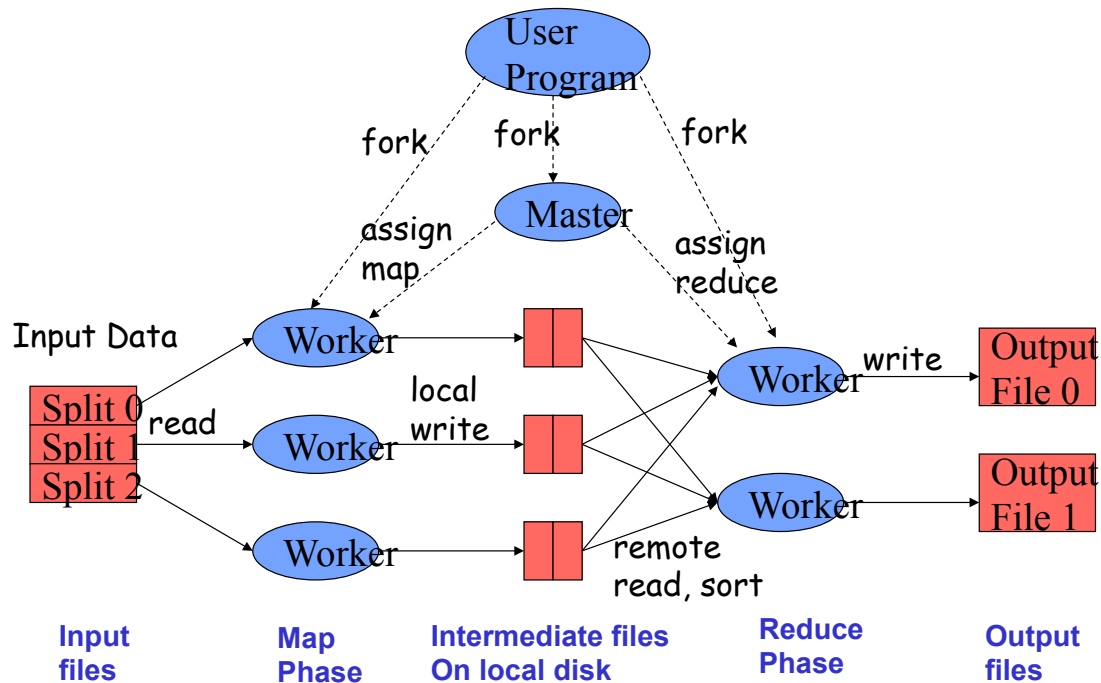 User
Program
fork
fork
fork
Master
assign
map
assign
reduce
Input Data
Worker
Worker
write
Output
File 0
Split 0
read
Split 1
Split 2
Worker
local
write
Worker
Output
File 1
Worker
remote
read, sort
Input
files
Map
Phase
Intermediate files
On local disk
Reduce
Phase
Output
files